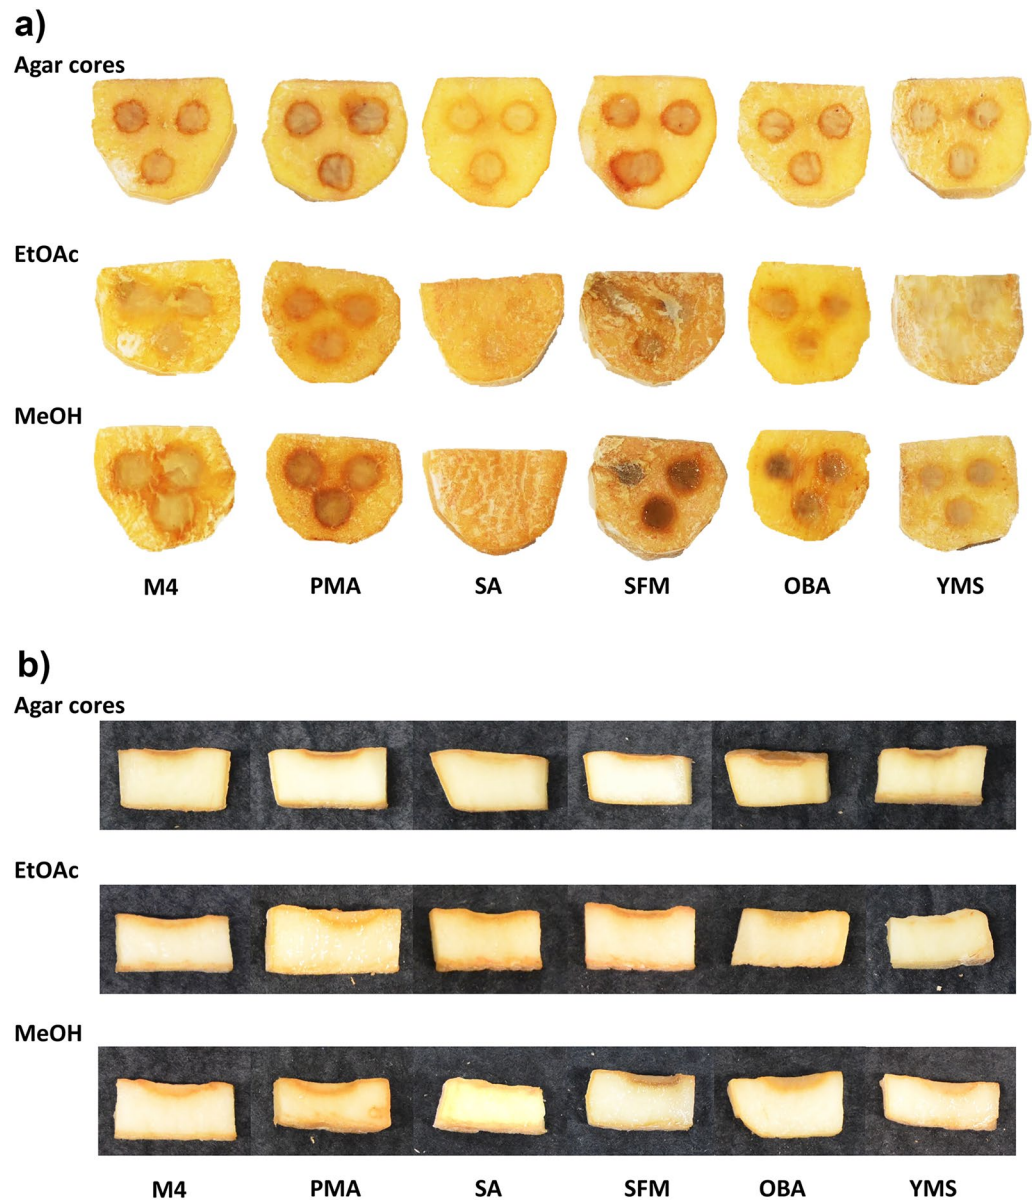 a)
Agar cores
EtOAc
MeOH
M4 PMA SA SFM OBA YMS
b)
Agar cores
EtOAc
MeOH
M4 PMA SA SFM OBA YMS